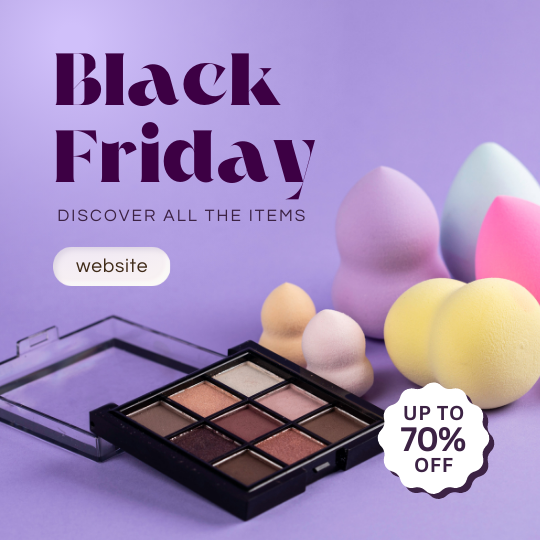 Black
Friday
DISCOVER ALL THE ITEMS
website
UP TO
70%
OFF